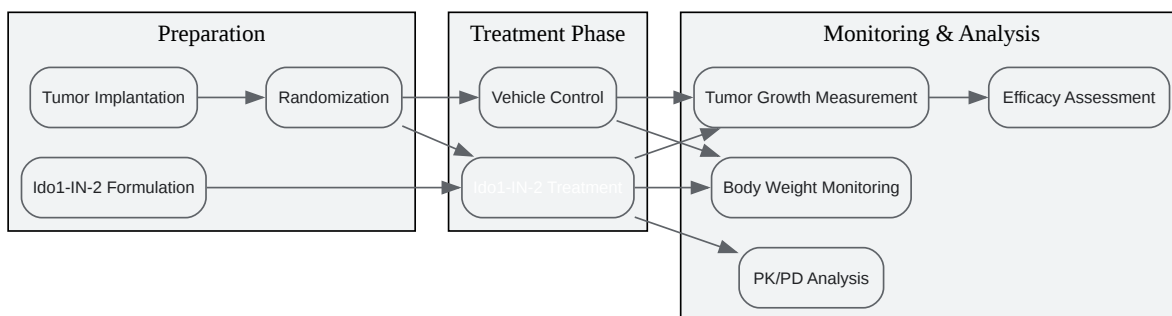 Preparation
Tumor Implantation
Randomization
Ido1-IN-2 Formulation
Treatment Phase
Vehicle Control
Ido1-IN-2 Treatment
Monitoring & Analysis
Tumor Growth Measurement
Efficacy Assessment
Body Weight Monitoring
PK/PD Analysis